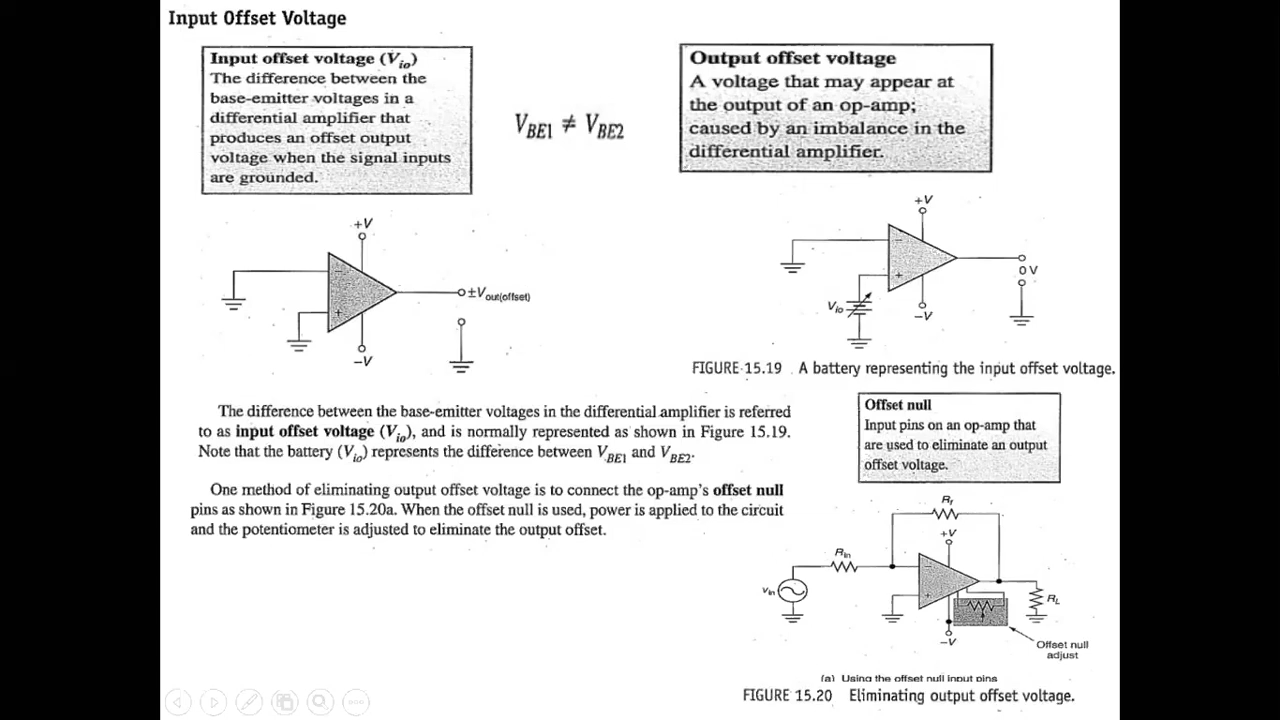 Input Offset Voltage
Input offset voltage (Vio)
The difference between the
base-emitter voltages in a
differential amplifier that
produces an offset output
voltage when the signal inputs
are grounded.
VBE1 ≠ VBE2
Output offset voltage
A voltage that may appear at
the output of an op-amp;
caused by an imbalance in the
differential amplifier.
+V
−
+
±Vout(offset)
−V
+V
−
+
0 V
Vio
−V
FIGURE 15.19 A battery representing the input offset voltage.
The difference between the base-emitter voltages in the differential amplifier is referred
to as input offset voltage (Vio), and is normally represented as shown in Figure 15.19.
Note that the battery (Vio) represents the difference between VBE1 and VBE2.
One method of eliminating output offset voltage is to connect the op-amp's offset null
pins as shown in Figure 15.20a. When the offset null is used, power is applied to the circuit
and the potentiometer is adjusted to eliminate the output offset.
Offset null
Input pins on an op-amp that
are used to eliminate an output
offset voltage.
Rf
+V
Rin
−
+
vin
RL
−V
Offset null
adjust
(a) Using the offset null input pins
FIGURE 15.20 Eliminating output offset voltage.